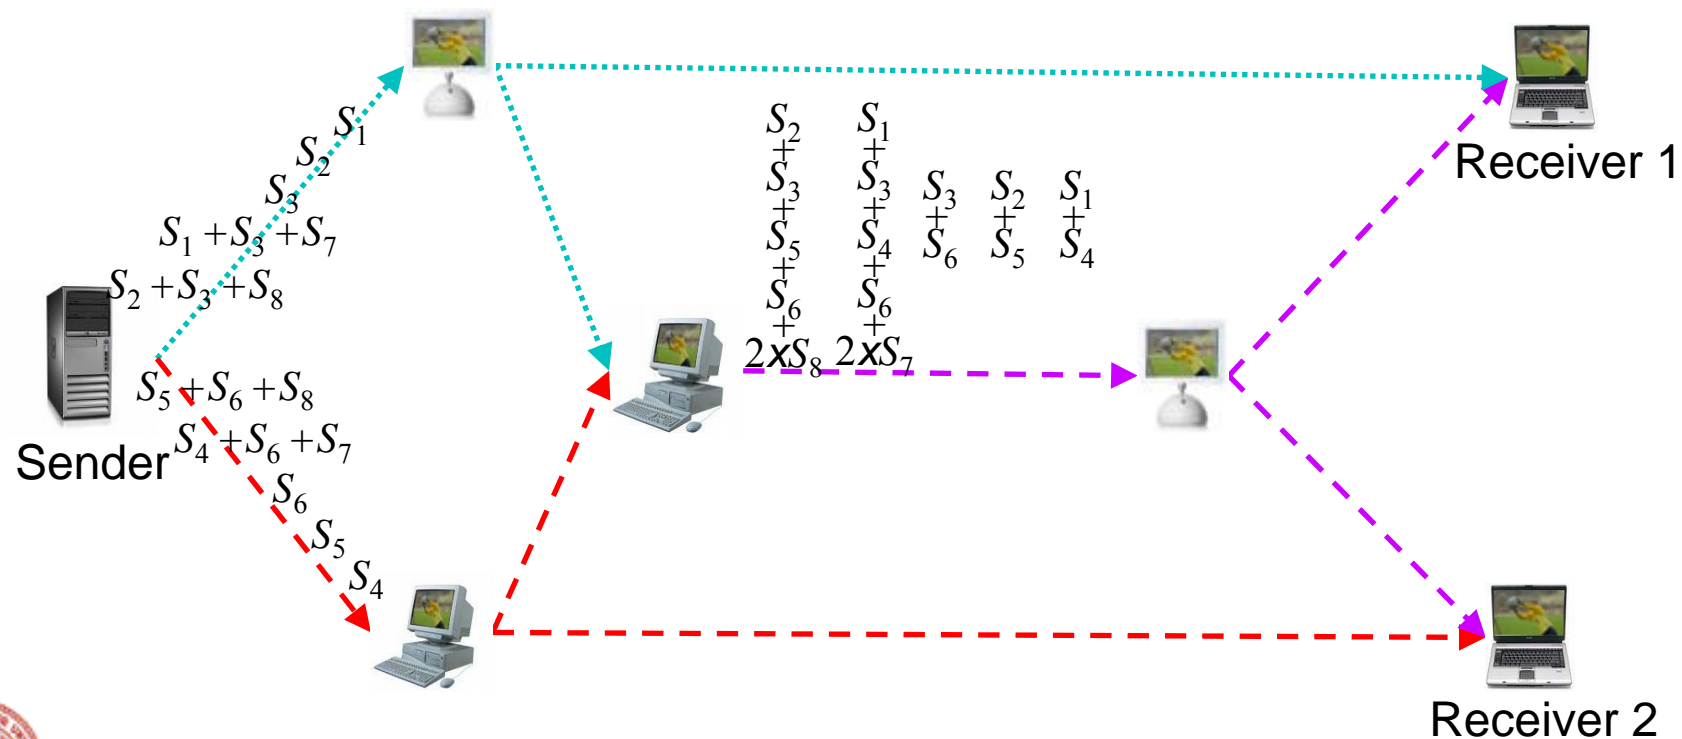 S₁
S₂
S₃
S₁ + S₃ + S₇
S₂ + S₃ + S₈
S₅ + S₆ + S₈
S₄ + S₆ + S₇
S₆
S₅
S₄
Sender
S₂ + S₃ + S₅ + S₆ + 2xS₈
S₁ + S₃ + S₄ + S₆ + 2xS₇
S₃ + S₆
S₂ + S₅
S₁ + S₄
Receiver 1
Receiver 2